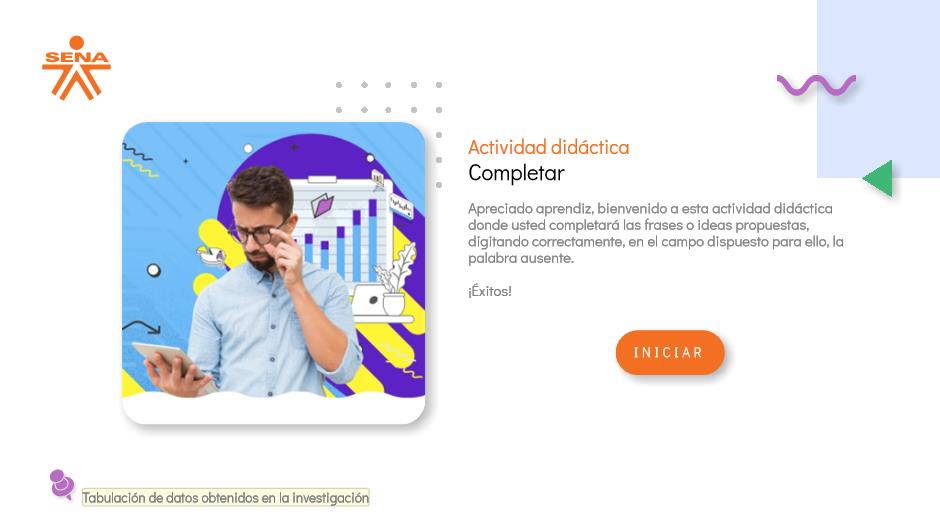 SENA
Actividad didáctica
Completar
Apreciado aprendiz, bienvenido a esta actividad didáctica
donde usted completará las frases o ideas propuestas,
digitando correctamente, en el campo dispuesto para ello, la
palabra ausente.
¡Éxitos!
INICIAR
Tabulación de datos obtenidos en la investigación